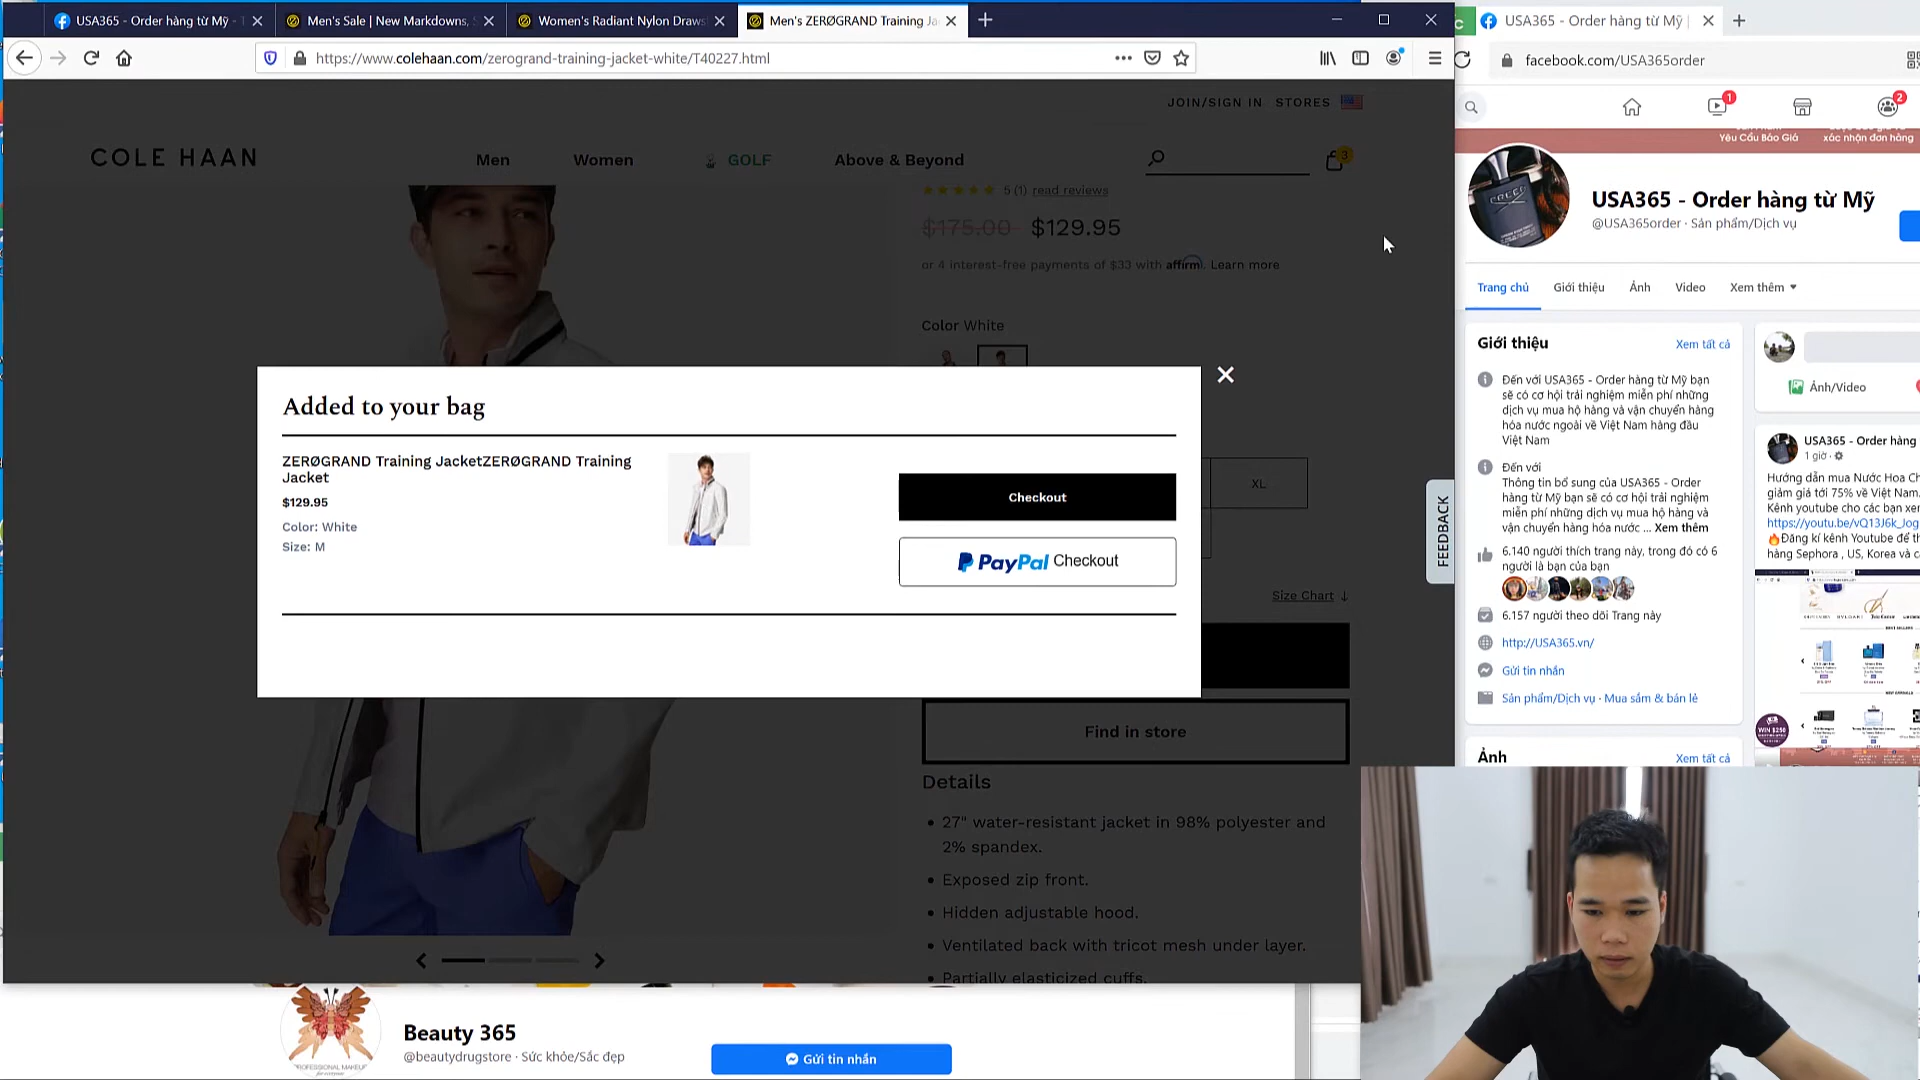 USA365 - Order hàng từ Mỹ - 1
Men's Sale | New Markdowns, S
Women's Radiant Nylon Draws
Men's ZERØGRAND Training Ja
https://www.colehaan.com/zerogrand-training-jacket-white/T40227.html
JOIN/SIGN IN STORES
COLE HAAN
Men
Women
GOLF
Above & Beyond
3
5 (1) read reviews
$175.00 $129.95
or 4 interest-free payments of $33 with affirm. Learn more
Color White
Added to your bag
ZERØGRAND Training JacketZERØGRAND Training
Jacket
$129.95
Color: White
Size: M
Checkout
PayPal Checkout
XL
FEEDBACK
Size Chart ↓
Find in store
Details
• 27" water-resistant jacket in 98% polyester and
2% spandex.
• Exposed zip front.
• Hidden adjustable hood.
• Ventilated back with tricot mesh under layer.
• Partially elasticized cuffs.
PROFESSIONAL MAKEUP
Beauty 365
@beautydrugstore · Sức khỏe/Sắc đẹp
Gửi tin nhắn
C
USA365 - Order hàng từ Mỹ |
facebook.com/USA365order
1
2
Yêu Cầu Báo Giá
xác nhận đơn hàng
CREED
USA365 - Order hàng từ Mỹ
@USA365order · Sản phẩm/Dịch vụ
Trang chủ
Giới thiệu
Ảnh
Video
Xem thêm
Giới thiệu
Xem tất cả
Đến với USA365 - Order hàng từ Mỹ bạn
sẽ có cơ hội trải nghiệm miễn phí những
dịch vụ mua hộ hàng và vận chuyển hàng
hóa nước ngoài về Việt Nam hàng đầu
Việt Nam
Đến với
Thông tin bổ sung của USA365 - Order
hàng từ Mỹ bạn sẽ có cơ hội trải nghiệm
miễn phí những dịch vụ mua hộ hàng và
vận chuyển hàng hóa nước ... Xem thêm
6.140 người thích trang này, trong đó có 6
người là bạn của bạn
6.157 người theo dõi Trang này
http://USA365.vn/
Gửi tin nhắn
Sản phẩm/Dịch vụ · Mua sắm & bán lẻ
Ảnh
Xem tất cả
Ảnh/Video
USA365 - Order hàng
1 giờ ·
Hướng dẫn mua Nước Hoa Ch
giảm giá tới 75% về Việt Nam.
Kênh youtube cho các bạn xe
https://youtu.be/vQ13J6k_Jog
🔥Đăng kí kênh Youtube để th
hàng Sephora , US, Korea và c
WIN $250